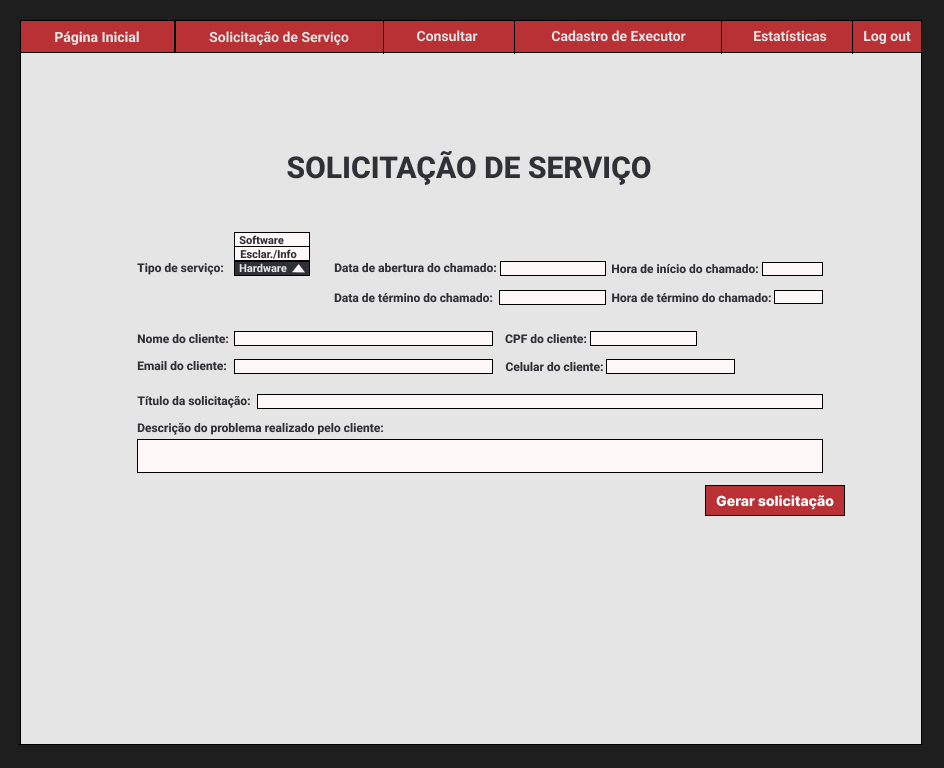 Página Inicial Solicitação de Serviço Consultar Cadastro de Executor Estatísticas Log out
SOLICITAÇÃO DE SERVIÇO
Software
Esclar./Info
Tipo de serviço: Hardware Data de abertura do chamado: Hora de início do chamado:
Data de término do chamado: Hora de término do chamado:
Nome do cliente: CPF do cliente:
Email do cliente: Celular do cliente:
Título da solicitação:
Descrição do problema realizado pelo cliente:
Gerar solicitação